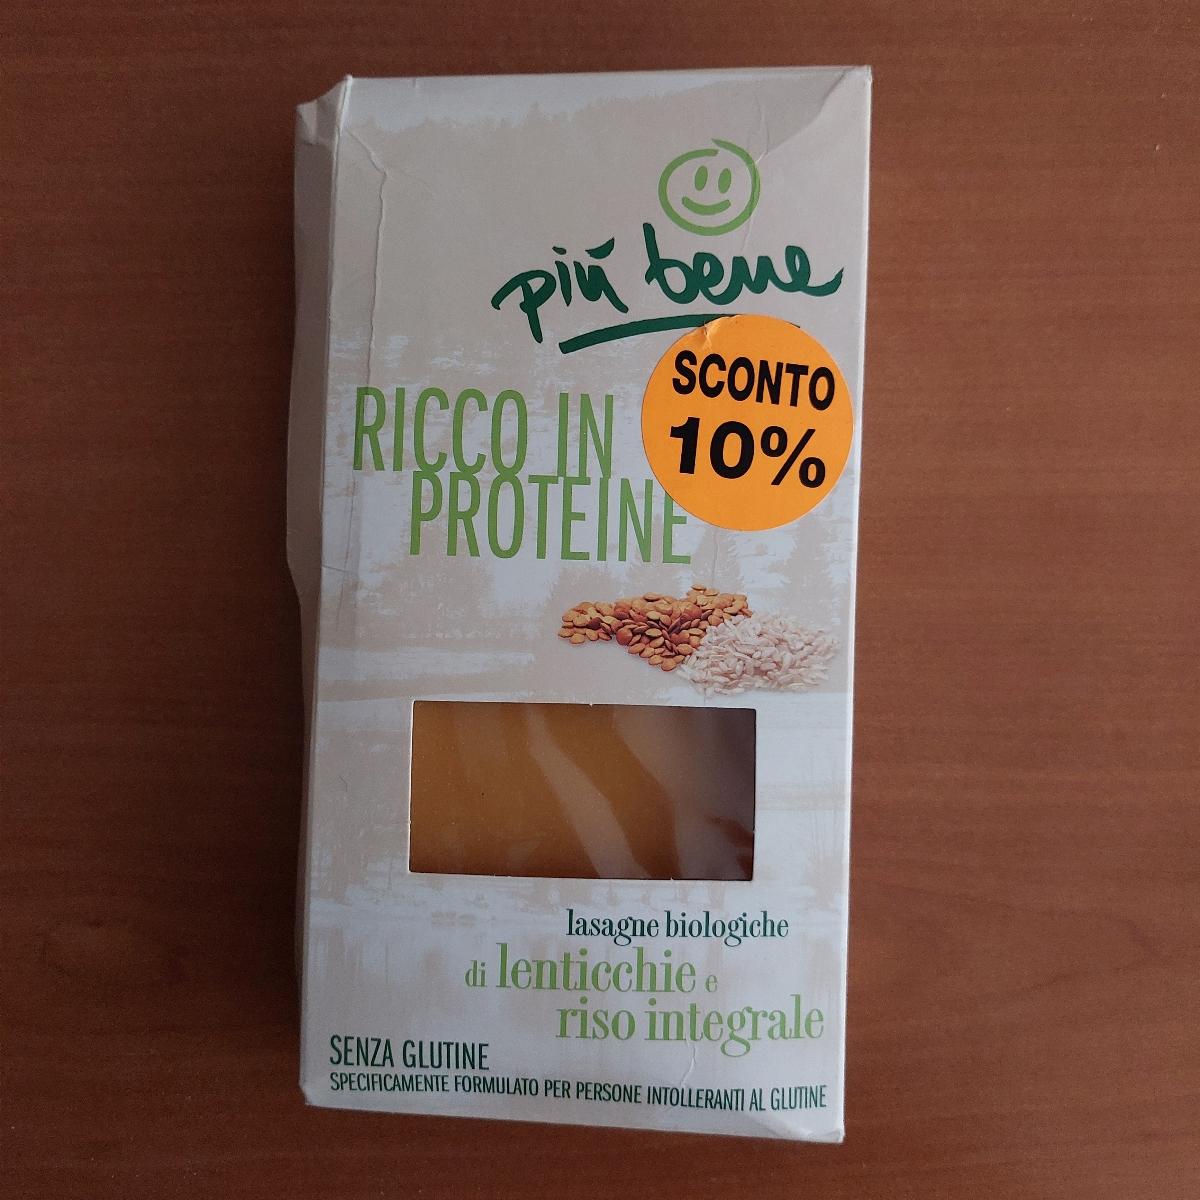 più bene
SCONTO
10%
RICCO IN
PROTEINE
lasagne biologiche
di lenticchie e
riso integrale
SENZA GLUTINE
SPECIFICAMENTE FORMULATO PER PERSONE INTOLLERANTI AL GLUTINE